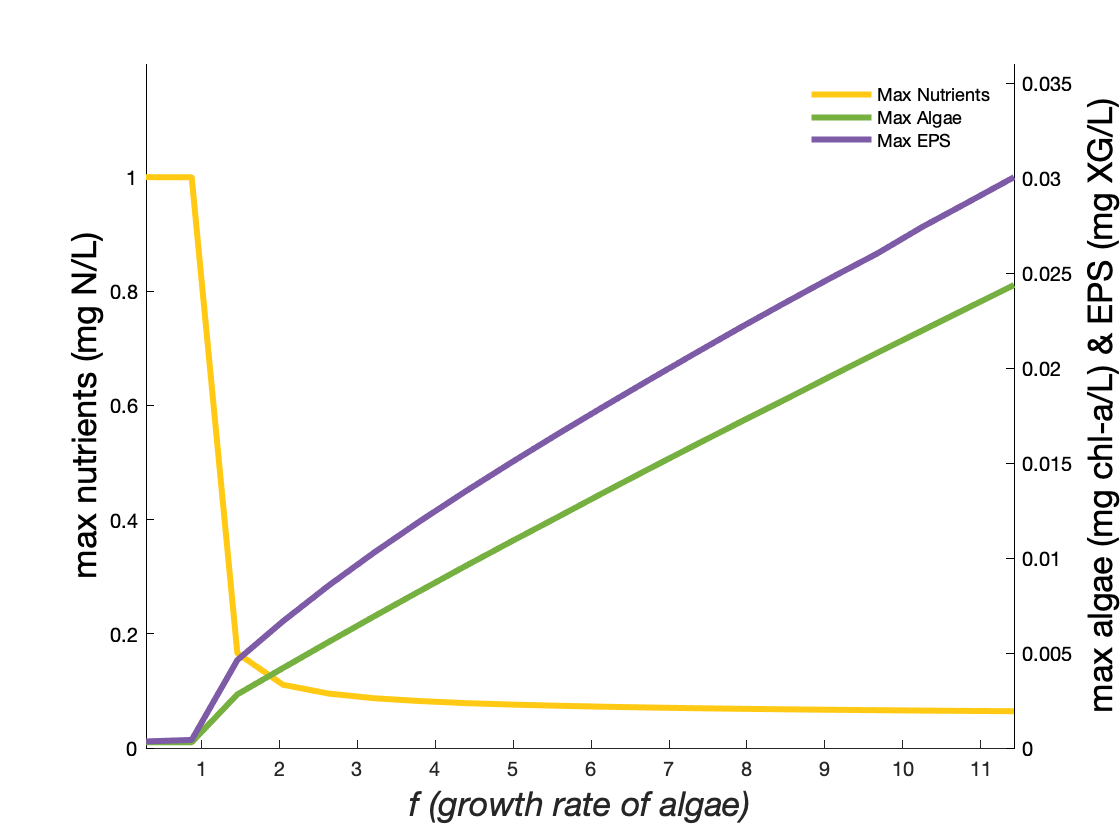 Max Nutrients
Max Algae
Max EPS
max nutrients (mg N/L)
1
0.8
0.6
0.4
0.2
0
0.035
0.03
0.025
0.02
0.015
0.01
0.005
0
max algae (mg chl-a/L) & EPS (mg XG/L)
1 2 3 4 5 6 7 8 9 10 11
f (growth rate of algae)